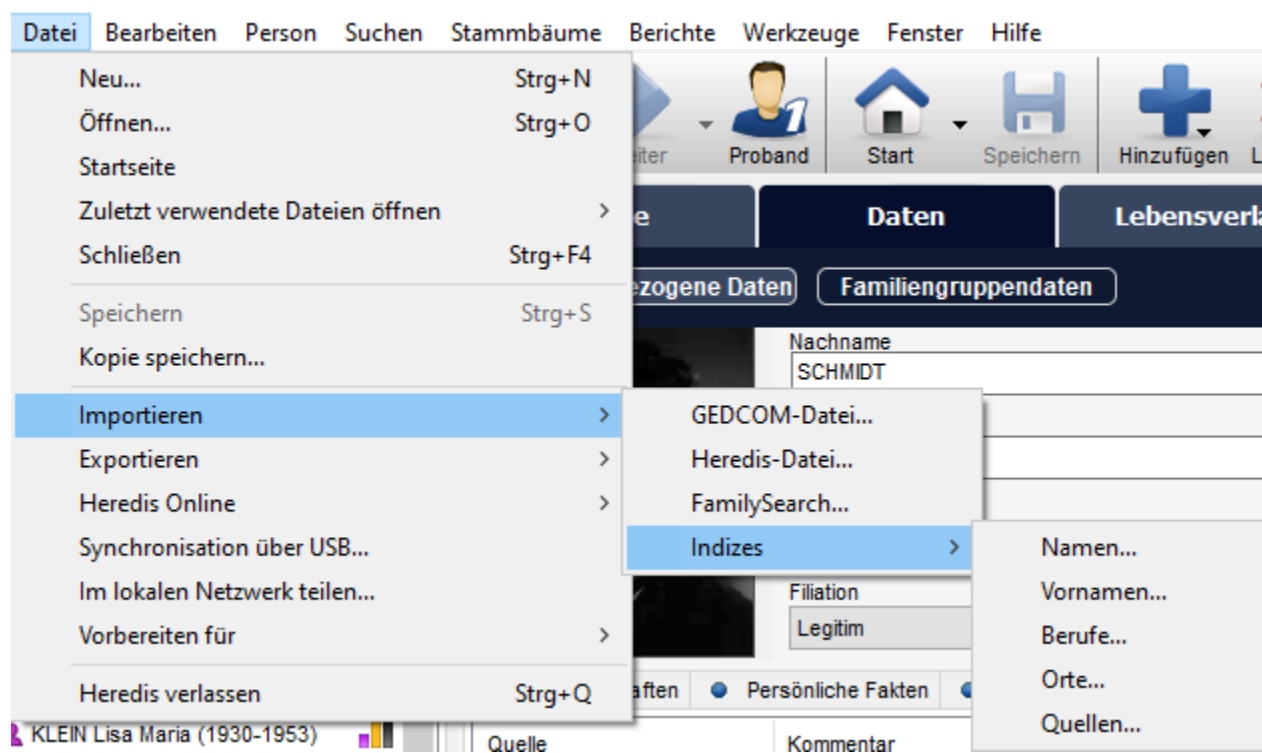 Datei Bearbeiten Person Suchen Stammbäume Berichte Werkzeuge Fenster Hilfe
Neu... Strg+N
Öffnen... Strg+O
Startseite
Zuletzt verwendete Dateien öffnen
Schließen Strg+F4
Speichern Strg+S
Kopie speichern...
Importieren
Exportieren
Heredis Online
Synchronisation über USB...
Im lokalen Netzwerk teilen...
Vorbereiten für
Heredis verlassen Strg+Q
GEDCOM-Datei...
Heredis-Datei...
FamilySearch...
Indizes
Namen...
Vornamen...
Berufe...
Orte...
Quellen...
Proband Start Speichern Hinzufügen
1
Daten
Familiengruppendaten
Nachname
SCHMIDT
Filiation
Legitim
Persönliche Fakten
KLEIN Lisa Maria (1930-1953)
Quelle Kommentar